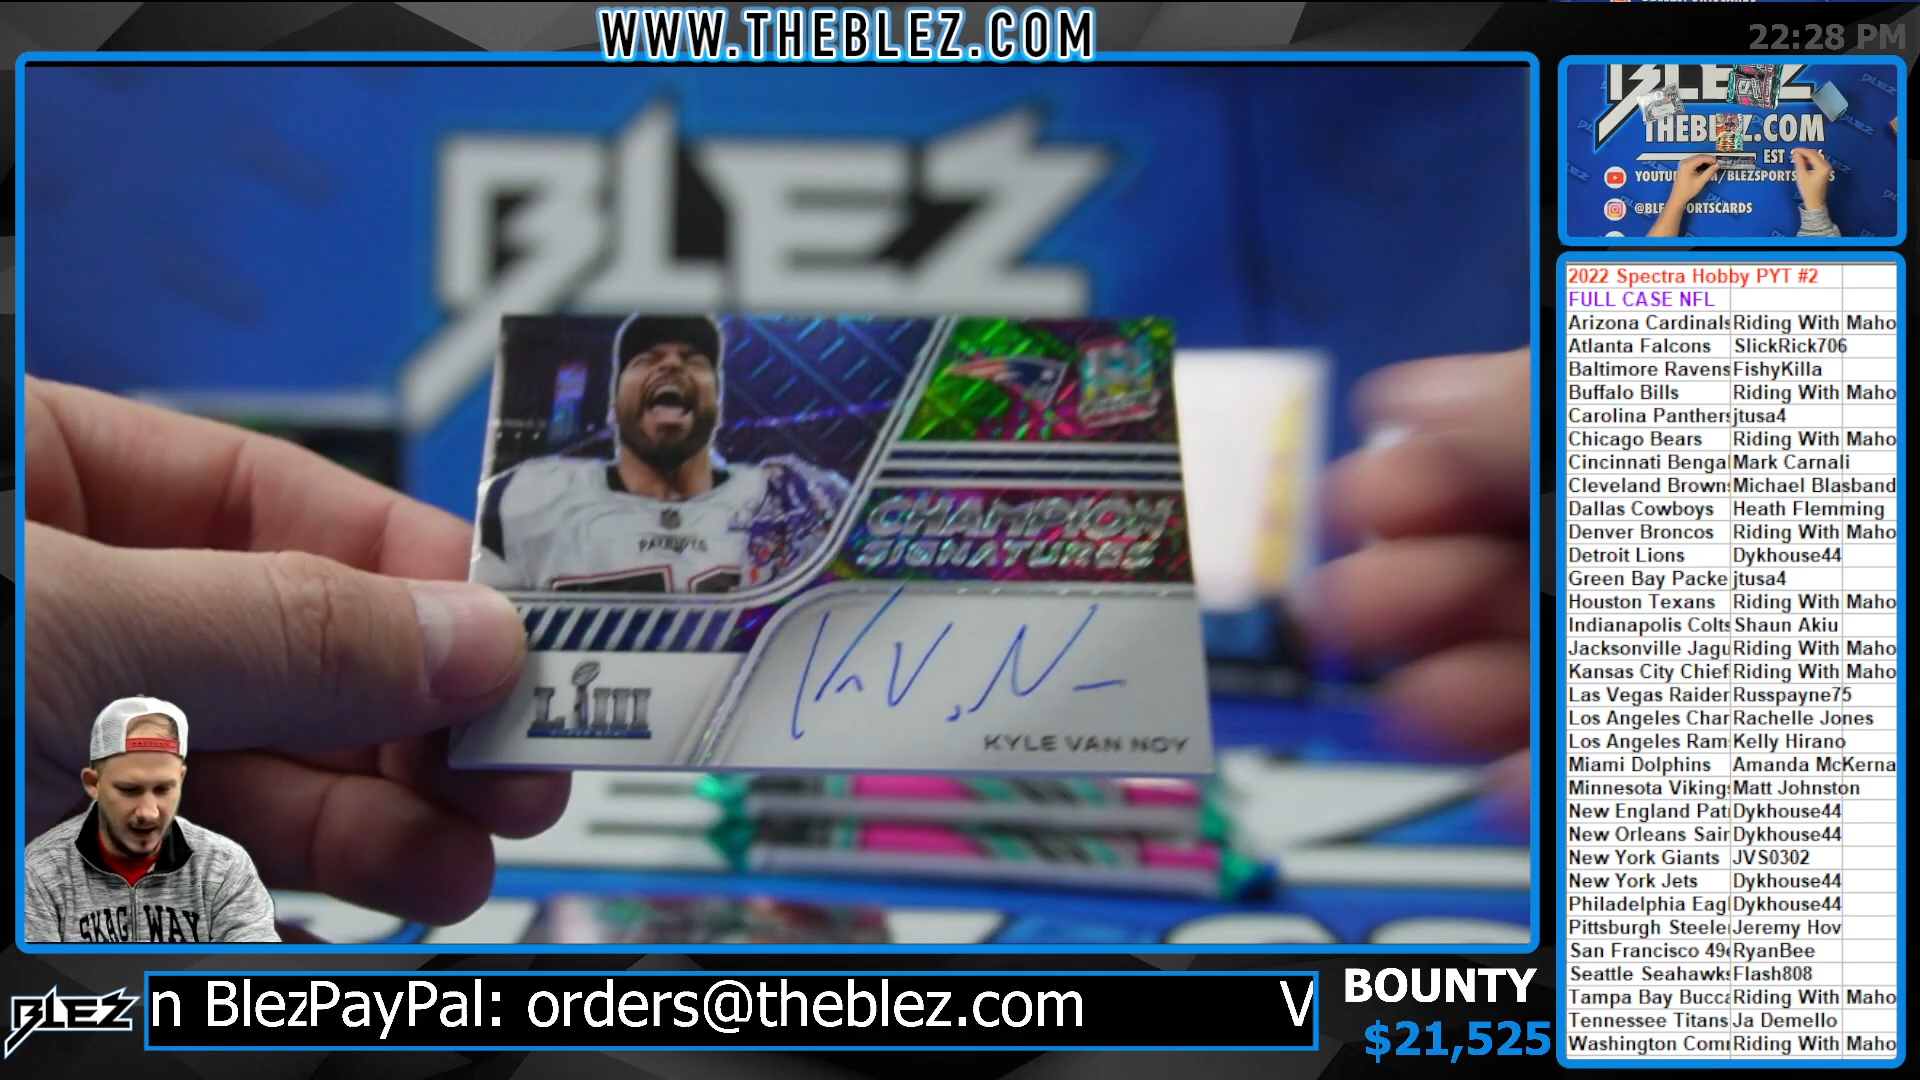 WWW.THEBLEZ.COM
22:28 PM
BLEZ
THEBLEZ.COM
EST
@BLE ORTSCARDS
BLEZ
PATRIOTS
CHAMPION
SIGNATURES
LIII
KYLE VAN NOY
SKAGWAY
2022 Spectra Hobby PYT #2
FULL CASE NFL
Arizona Cardinals Riding With Maho
Atlanta Falcons SlickRick706
Baltimore Ravens FishyKilla
Buffalo Bills Riding With Maho
Carolina Panthers jtusa4
Chicago Bears Riding With Maho
Cincinnati Bengal Mark Carnali
Cleveland Browns Michael Blasband
Dallas Cowboys Heath Flemming
Denver Broncos Riding With Maho
Detroit Lions Dykhouse44
Green Bay Packe jtusa4
Houston Texans Riding With Maho
Indianapolis Colts Shaun Akiu
Jacksonville Jagu Riding With Maho
Kansas City Chief Riding With Maho
Las Vegas Raider Russpayne75
Los Angeles Char Rachelle Jones
Los Angeles Ram Kelly Hirano
Miami Dolphins Amanda McKerna
Minnesota Viking Matt Johnston
New England Pat Dykhouse44
New Orleans Sain Dykhouse44
New York Giants JVS0302
New York Jets Dykhouse44
Philadelphia Eagl Dykhouse44
Pittsburgh Steele Jeremy Hov
San Francisco 49e RyanBee
Seattle Seahawks Flash808
Tampa Bay Bucca Riding With Maho
Tennessee Titans Ja Demello
Washington Com Riding With Maho
BLEZ
n BlezPayPal: orders@theblez.com V
BOUNTY
$21,525